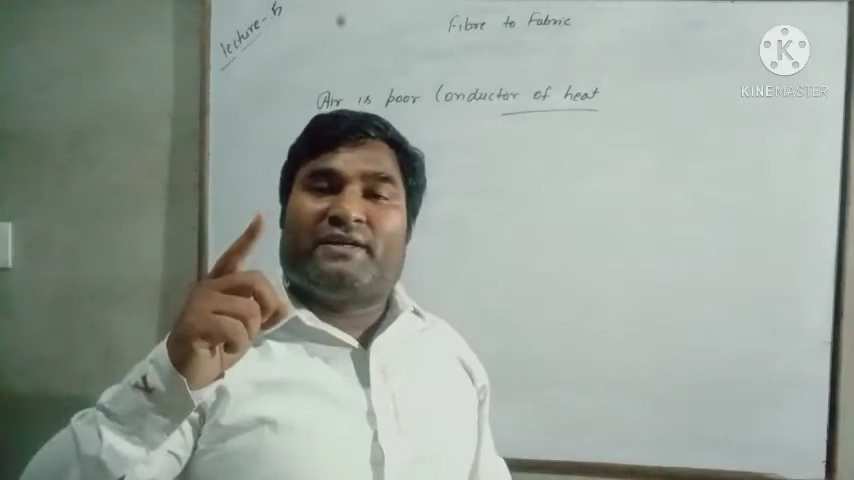 Lecture-5
Fibre to Fabric
Air is poor Conductor of heat
K
KINEMASTER